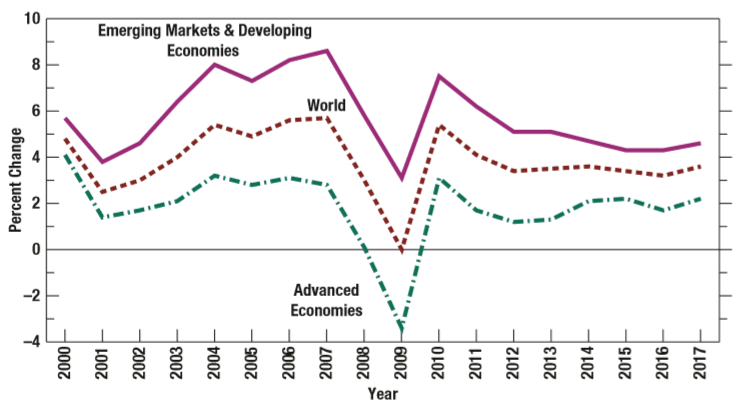 10
Emerging Markets & Developing
Economies
8
World
6
4
2
0
Advanced
Economies
–2
–4
Percent Change
2000 2001 2002 2003 2004 2005 2006 2007 2008 2009 2010 2011 2012 2013 2014 2015 2016 2017
Year